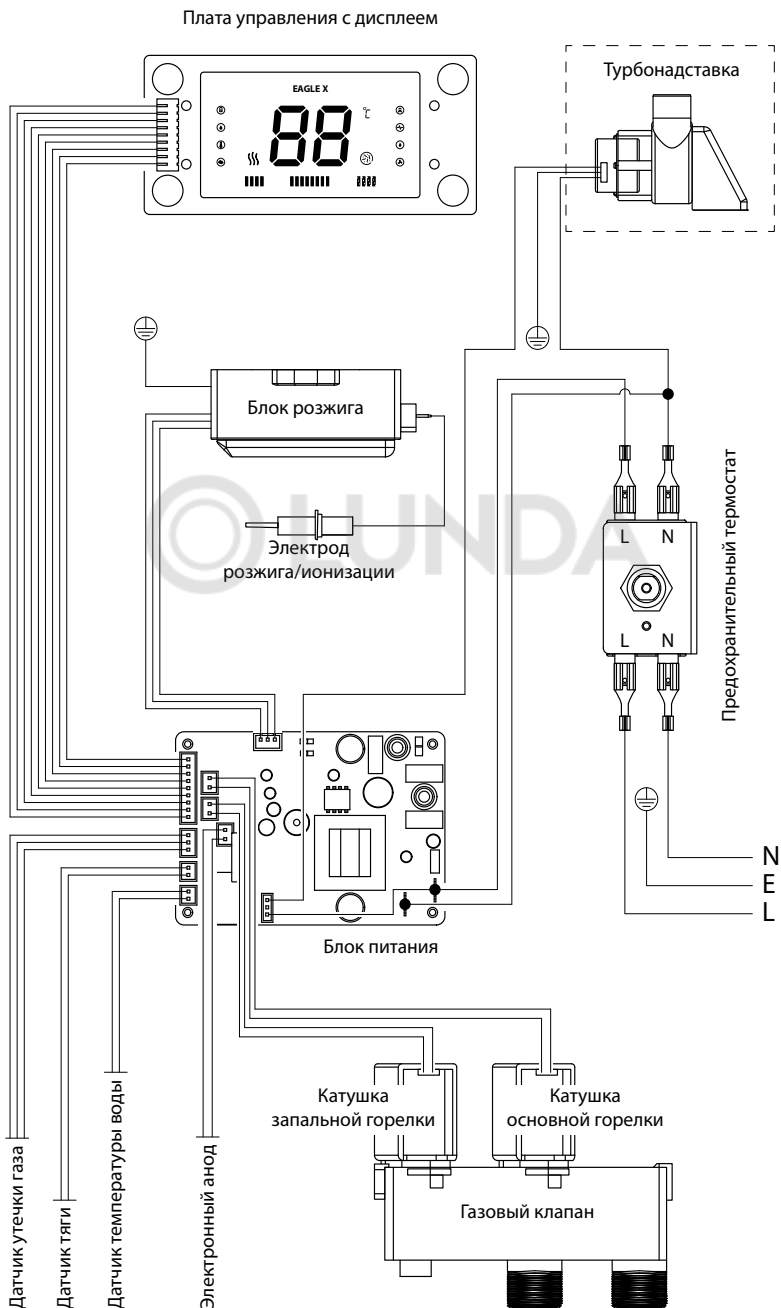 Плата управления с дисплеем
Турбонадставка
EAGLE X
88
℃
Блок розжига
LUNDA
Электрод
розжига/ионизации
L N
L N
Предохранительный термостат
N
E
L
Блок питания
Катушка
запальной горелки
Катушка
основной горелки
Газовый клапан
Датчик утечки газа
Датчик тяги
Датчик температуры воды
Электронный анод